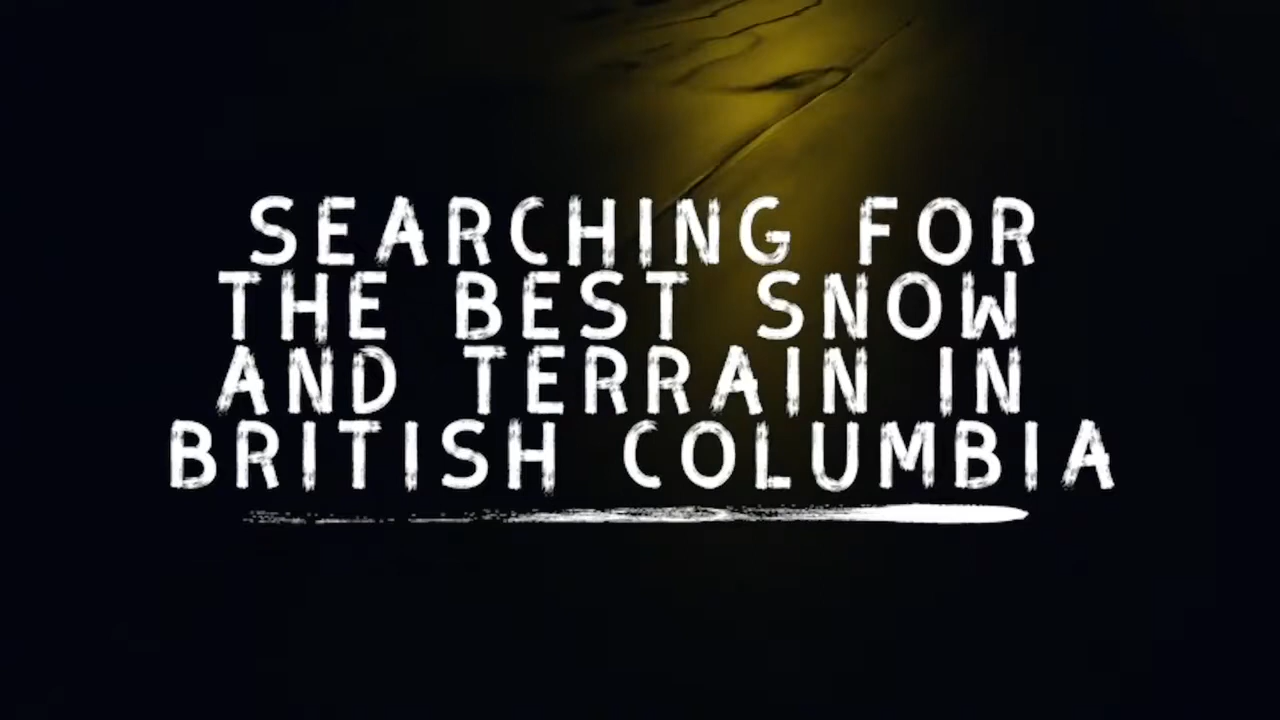 SEARCHING FOR
THE BEST SNOW
AND TERRAIN IN
BRITISH COLUMBIA